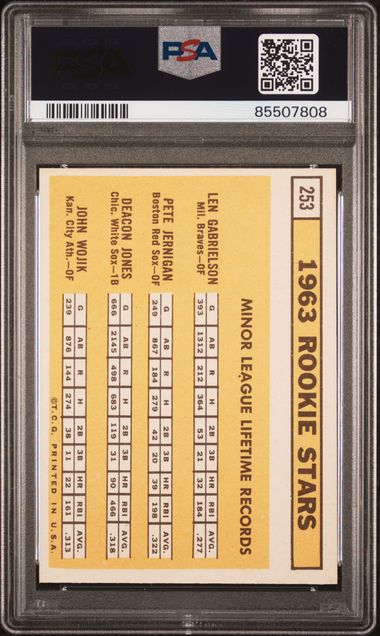 PSA
PSA
85507808
253
1963 ROOKIE STARS
MINOR LEAGUE LIFETIME RECORDS
LEN GABRIELSON
Mil. Braves—OF
G AB R H 2B 3B HR RBI AVG.
393 1312 212 364 53 21 32 184 .277
PETE JERNIGAN
Boston Red Sox—OF
G AB R H 2B 3B HR RBI AVG.
249 867 184 279 42 20 39 198 .322
DEACON JONES
Chic. White Sox—1B
G AB R H 2B 3B HR RBI AVG.
666 2145 498 683 119 31 90 466 .318
JOHN WOJIK
Kan. City Ath.—OF
G AB R H 2B 3B HR RBI AVG.
239 876 144 274 38 11 22 161 .313
©T.C.G. PRINTED IN U.S.A.